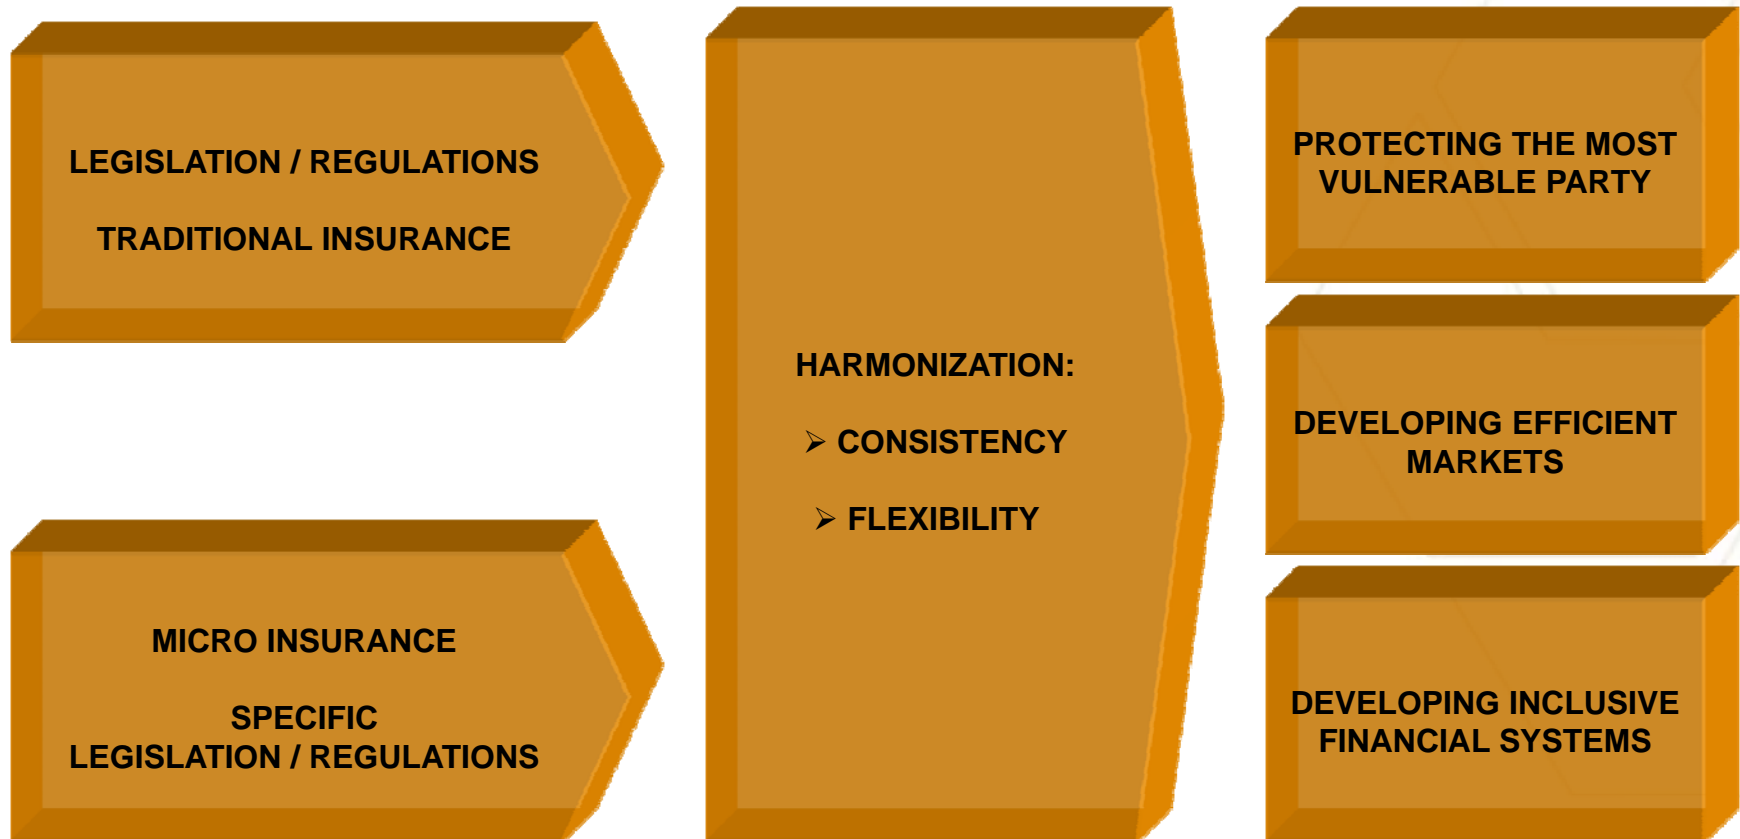 LEGISLATION / REGULATIONS
TRADITIONAL INSURANCE
MICRO INSURANCE
SPECIFIC
LEGISLATION / REGULATIONS
HARMONIZATION:
➢ CONSISTENCY
➢ FLEXIBILITY
PROTECTING THE MOST
VULNERABLE PARTY
DEVELOPING EFFICIENT
MARKETS
DEVELOPING INCLUSIVE
FINANCIAL SYSTEMS